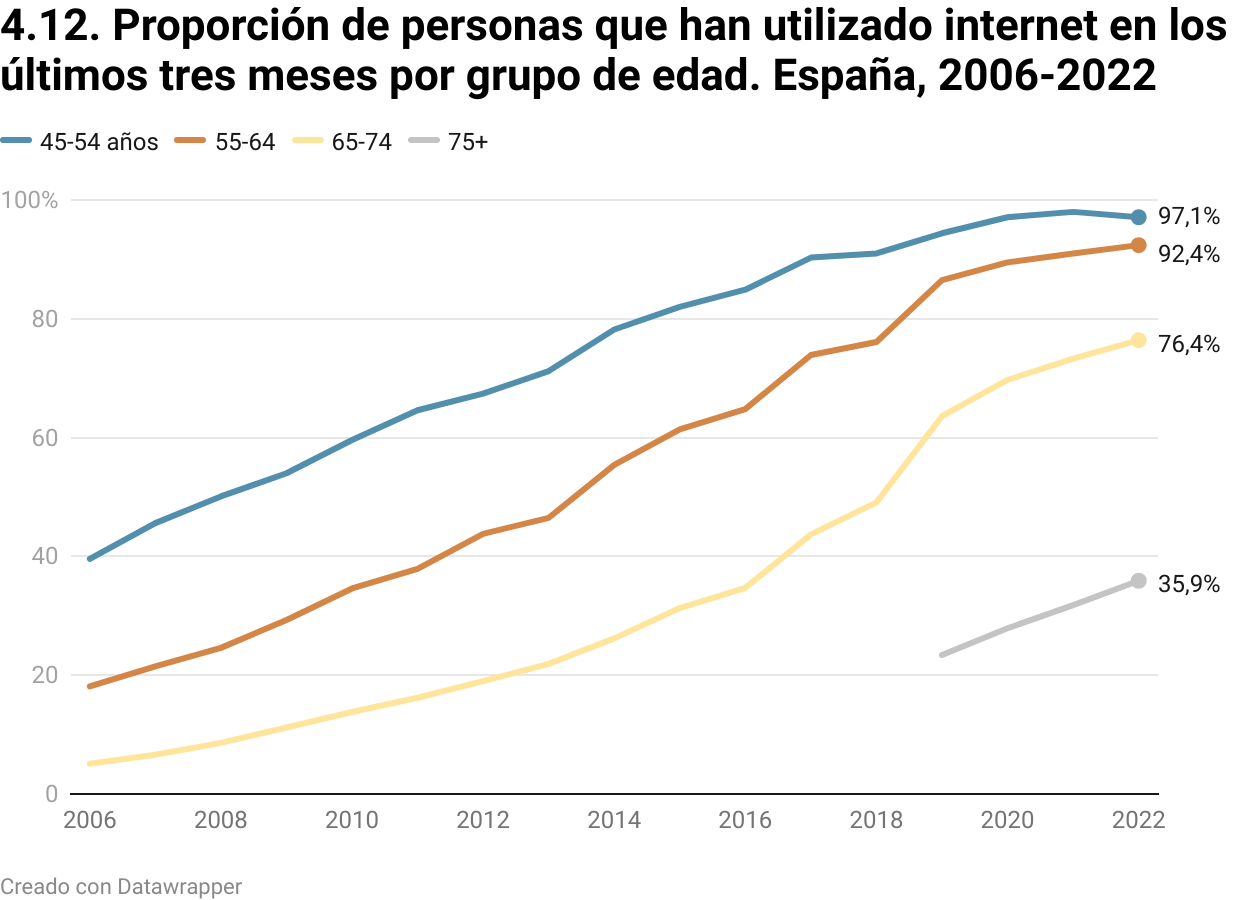 4.12. Proporción de personas que han utilizado internet en los
últimos tres meses por grupo de edad. España, 2006-2022
45-54 años 55-64 65-74 75+
100%
80
60
40
20
0
97,1%
92,4%
76,4%
35,9%
2006 2008 2010 2012 2014 2016 2018 2020 2022
Creado con Datawrapper